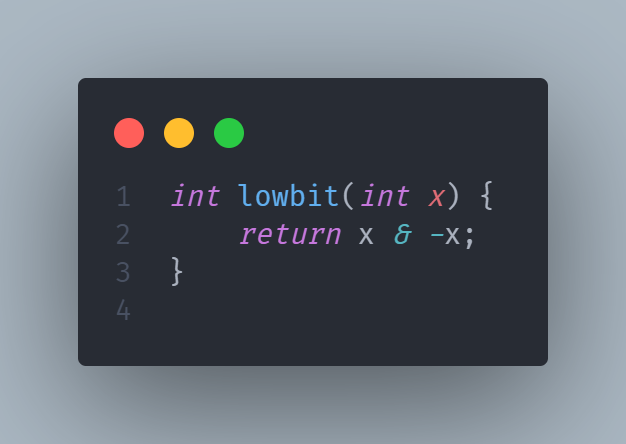 1 int lowbit(int x) {
2     return x & -x;
3 }
4